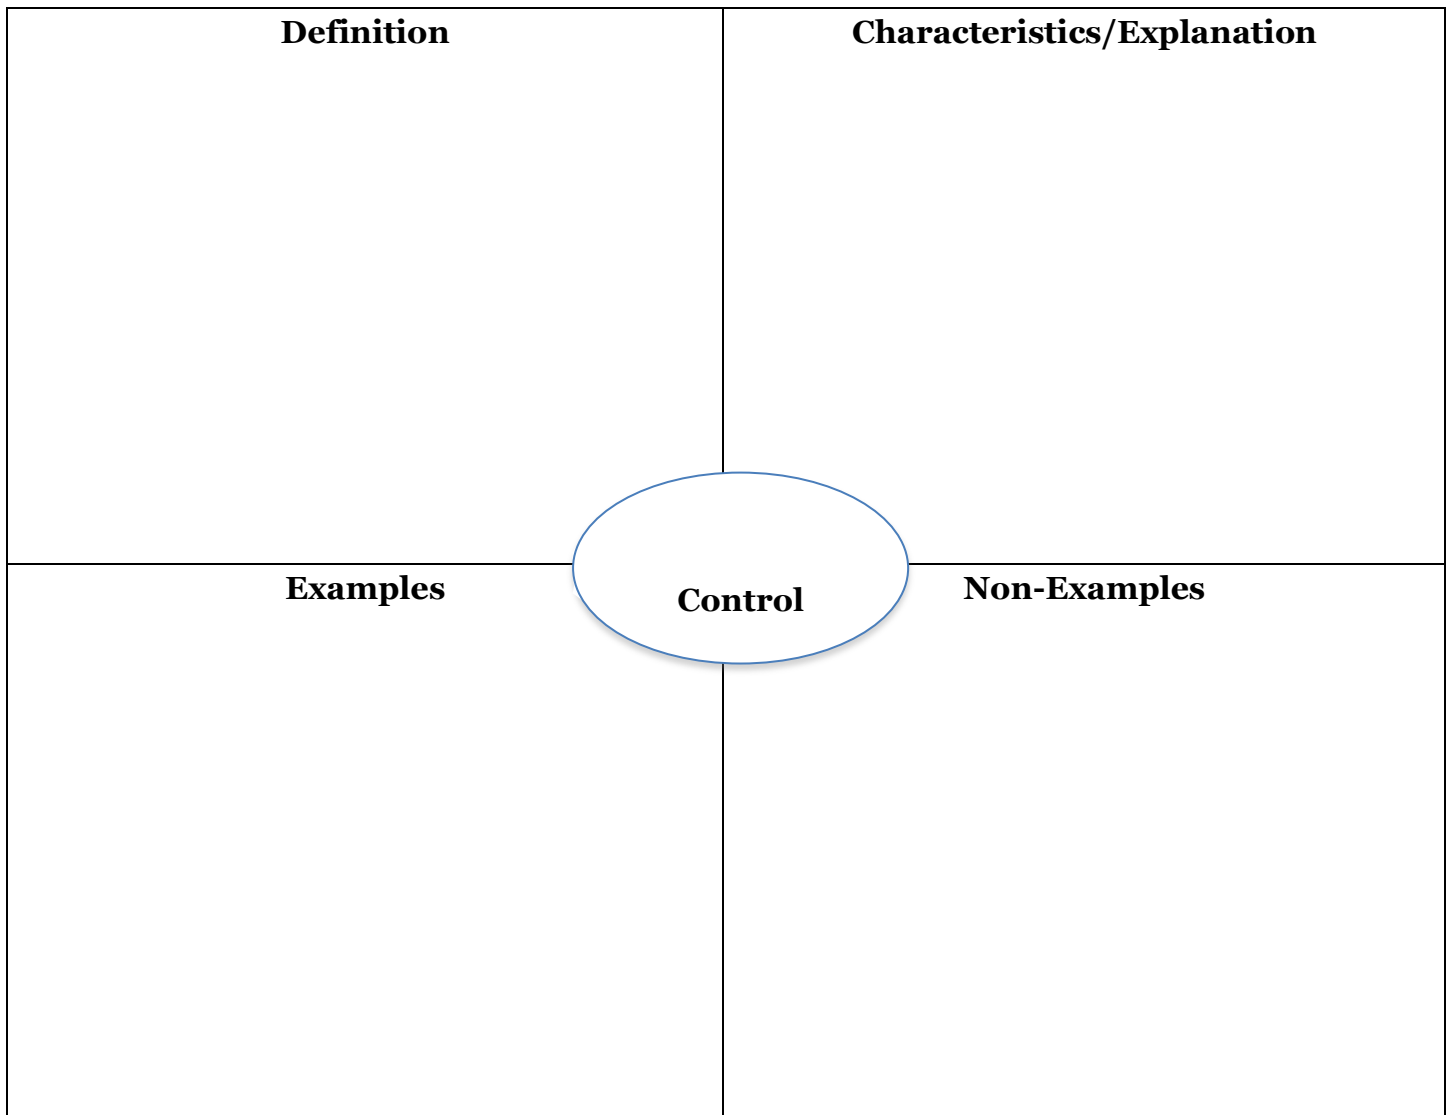 Definition
Characteristics/Explanation
Examples
Control
Non-Examples